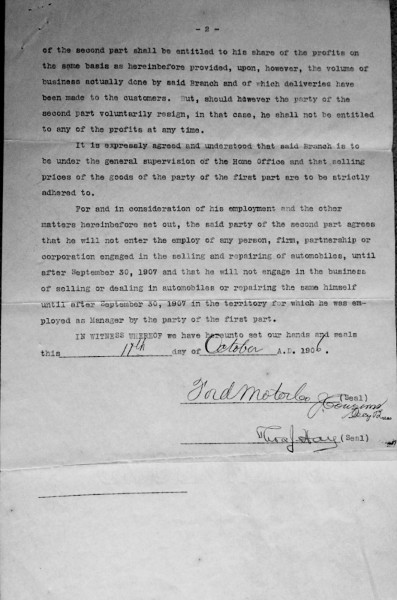 - 2 -
of the second part shall be entitled to his share of the profits on
the same basis as hereinbefore provided, upon, however, the volume of
business actually done by said Branch and of which deliveries have
been made to the customers. But, should however the party of the
second part voluntarily resign, in that case, he shall not be entitled
to any of the profits at any time.
It is expressly agreed and understood that said Branch is
to be under the general supervision of the Home Office and that selling
prices of the goods of the party of the first part are to be strictly
adhered to.
For and in consideration of his employment and the other
matters hereinbefore set out, the said party of the second part agrees
that he will not enter the employ of any person, firm, partnership or
corporation engaged in the selling and repairing of automobiles, until
after September 30, 1907 and that he will not engage in the business
of selling or dealing in automobiles or repairing the same himself
until after September 30, 1907 in the territory for which he was em-
ployed as Manager by the party of the first part.
IN WITNESS WHEREOF we have hereunto set our hands and seals
this 17th day of October A.D. 1906.
Ford Motor Co (Seal)
J Couzens
Thos J Hay (Seal)